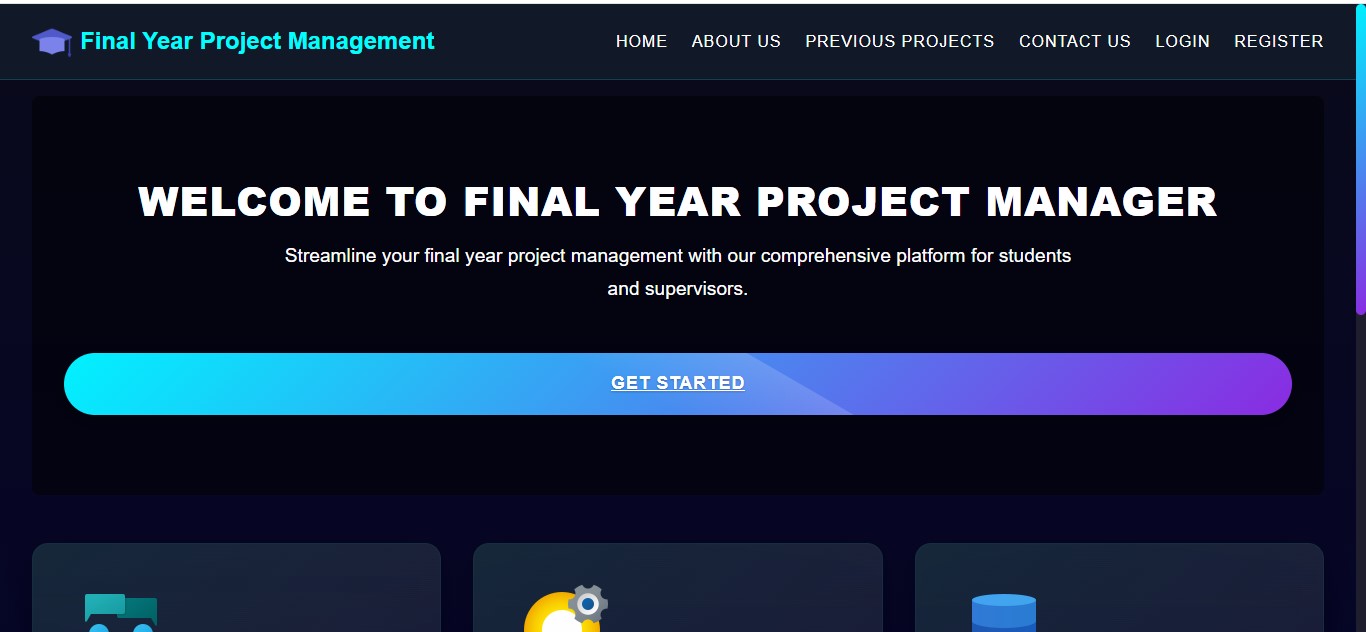 Final Year Project Management
HOME ABOUT US PREVIOUS PROJECTS CONTACT US LOGIN REGISTER
WELCOME TO FINAL YEAR PROJECT MANAGER
Streamline your final year project management with our comprehensive platform for students
and supervisors.
GET STARTED